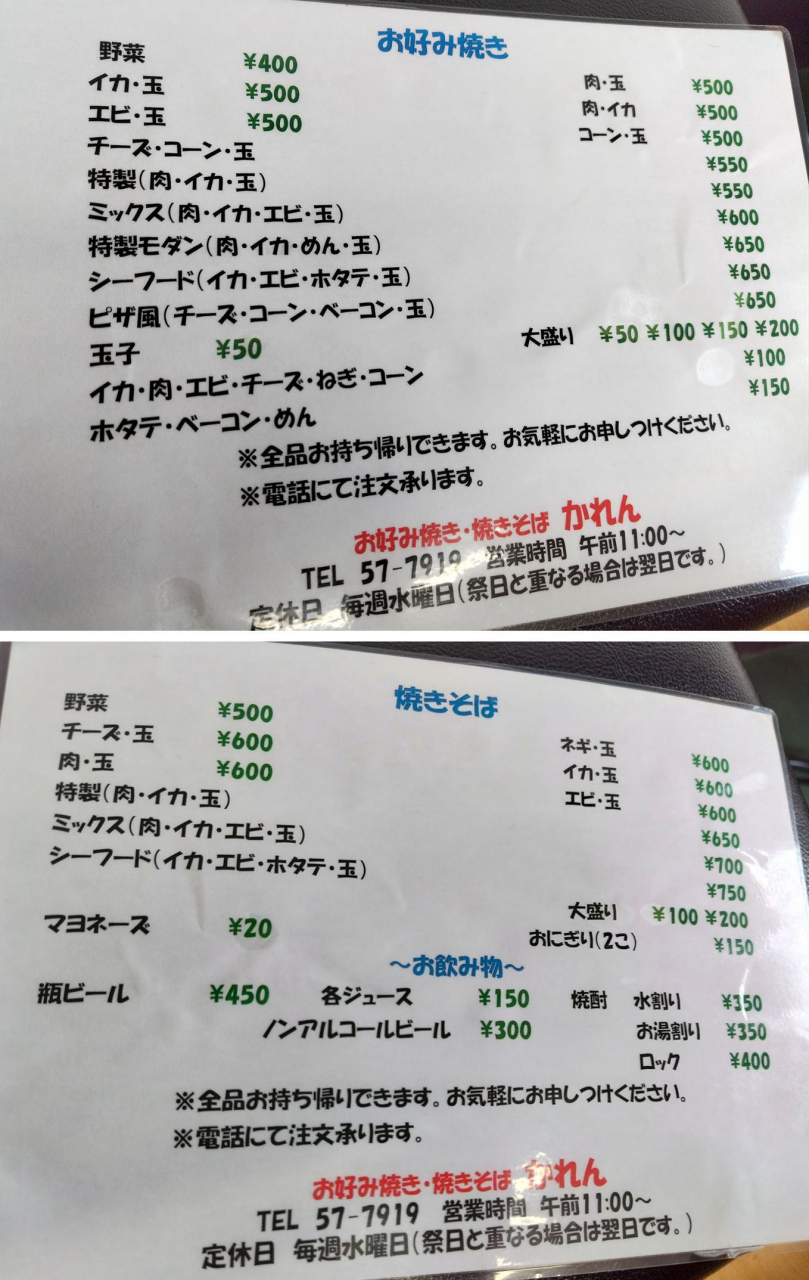 お好み焼き
野菜 ¥400 肉・玉 ¥500
イカ・玉 ¥500 肉・イカ ¥500
エビ・玉 ¥500 コーン・玉 ¥500
チーズ・コーン・玉 ¥550
特製(肉・イカ・玉) ¥550
ミックス(肉・イカ・エビ・玉) ¥600
特製モダン(肉・イカ・めん・玉) ¥650
シーフード(イカ・エビ・ホタテ・玉) ¥650
ピザ風(チーズ・コーン・ベーコン・玉) ¥650
玉子 ¥50 大盛り ¥50 ¥100 ¥150 ¥200
イカ・肉・エビ・チーズ・ねぎ・コーン ¥100
ホタテ・ベーコン・めん ¥150
※全品お持ち帰りできます。お気軽にお申しつけください。
※電話にて注文承ります。
お好み焼き・焼きそば かれん
TEL 57-7919 営業時間 午前11:00～
定休日 毎週水曜日(祭日と重なる場合は翌日です。)
焼きそば
野菜 ¥500 ネギ・玉 ¥600
チーズ・玉 ¥600 イカ・玉 ¥600
肉・玉 ¥600 エビ・玉 ¥600
特製(肉・イカ・玉) ¥650
ミックス(肉・イカ・エビ・玉) ¥700
シーフード(イカ・エビ・ホタテ・玉) ¥750
マヨネーズ ¥20 大盛り ¥100 ¥200
おにぎり(2こ) ¥150
～お飲み物～
瓶ビール ¥450 各ジュース ¥150 焼酎 水割り ¥350
ノンアルコールビール ¥300 お湯割り ¥350
ロック ¥400
※全品お持ち帰りできます。お気軽にお申しつけください。
※電話にて注文承ります。
お好み焼き・焼きそば かれん
TEL 57-7919 営業時間 午前11:00～
定休日 毎週水曜日(祭日と重なる場合は翌日です。)